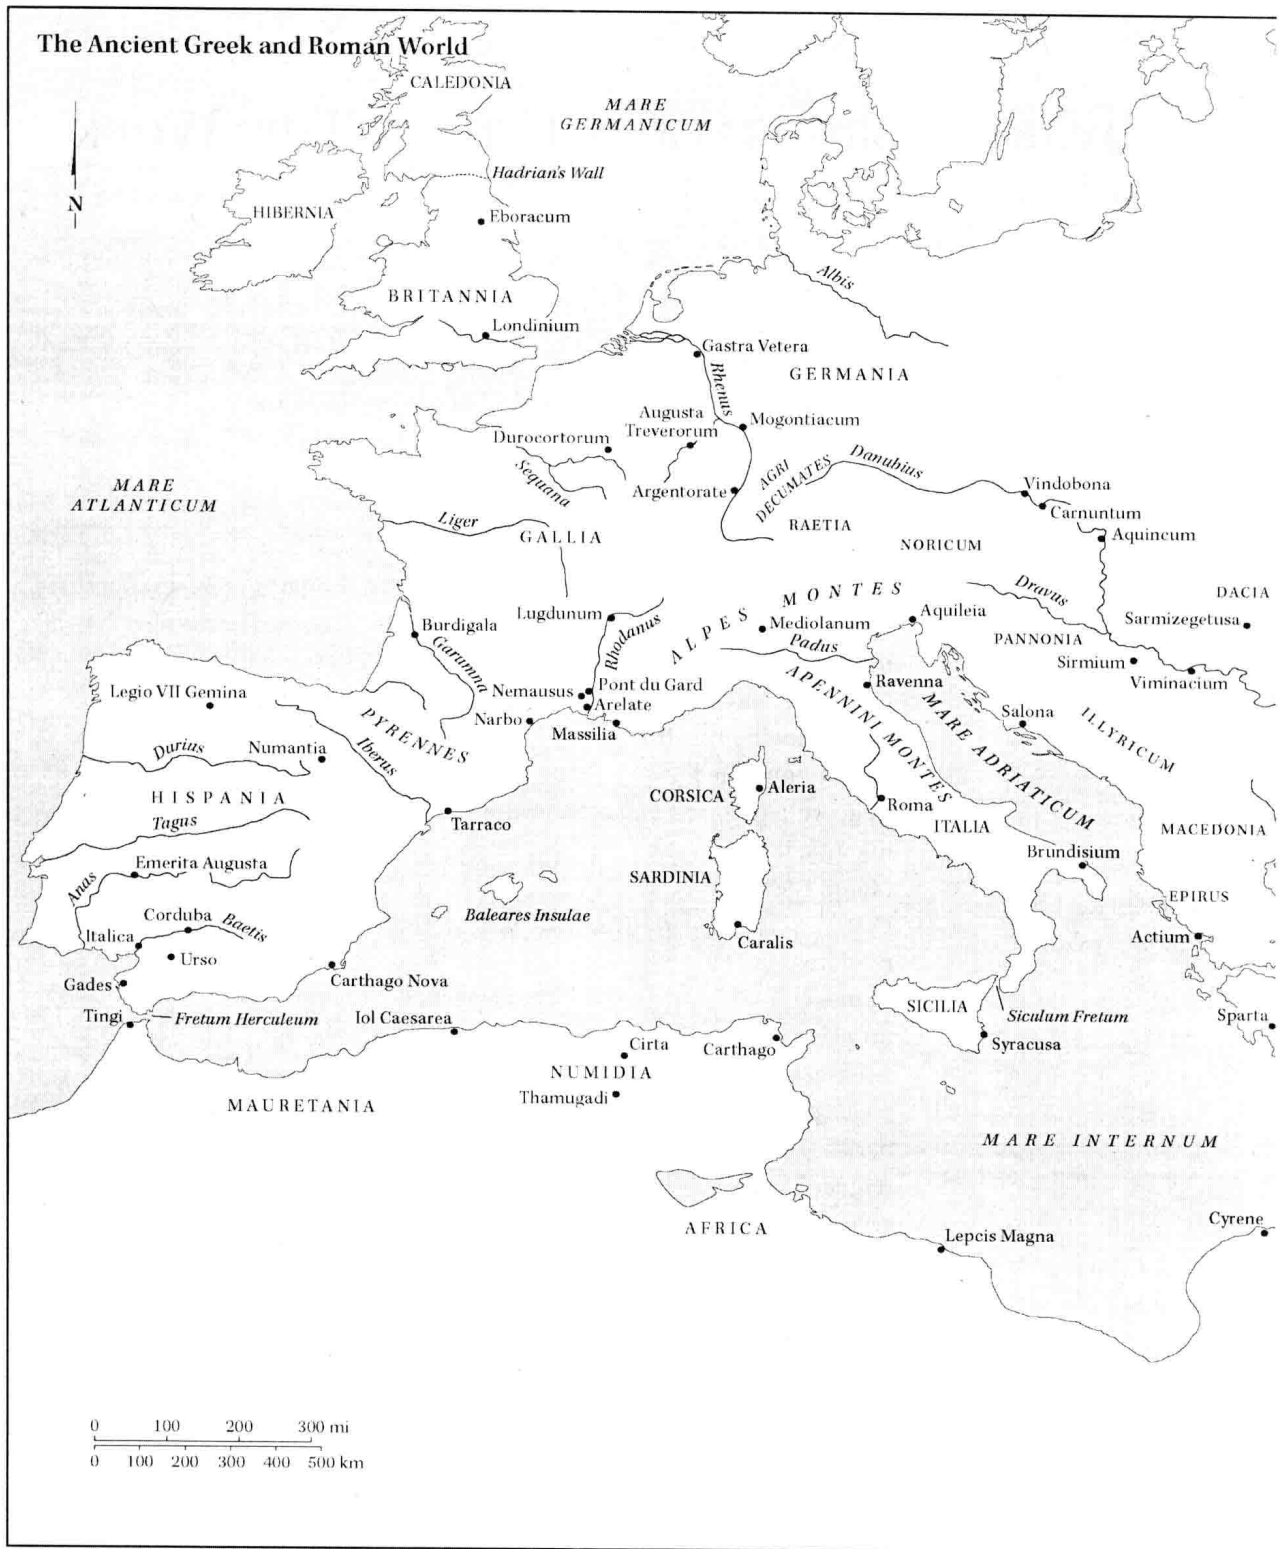 The Ancient Greek and Roman World
CALEDONIA
MARE
GERMANICUM
N
Hadrian's Wall
HIBERNIA
Eboracum
Albis
BRITANNIA
Londinium
Gastra Vetera
GERMANIA
Rhenus
Augusta
Treverorum
Mogontiacum
Durocortorum
Sequana
Argentorate
AGRI
DECUMATES
Danubius
Vindobona
Carnuntum
Aquincum
MARE
ATLANTICUM
Liger
GALLIA
RAETIA
NORICUM
DACIA
ALPES MONTES
Dravus
Lugdunum
Rhodanus
Mediolanum
Aquileia
Sarmizegetusa
Burdigala
Garumna
Padus
PANNONIA
Sirmium
Viminacium
Legio VII Gemina
Nemausus
Pont du Gard
Arelate
Ravenna
APENNINI MONTES
MARE ADRIATICUM
Salona
ILLYRICUM
Narbo
Massilia
PYRENNES
Durius
Numantia
Iberus
HISPANIA
Tagus
Tarraco
CORSICA
Aleria
Roma
ITALIA
MACEDONIA
Emerita Augusta
Anas
SARDINIA
Brundisium
EPIRUS
Baleares Insulae
Corduba
Baetis
Italica
Urso
Caralis
Actium
Gades
Carthago Nova
SICILIA
Siculum Fretum
Sparta
Tingi
Fretum Herculeum
Iol Caesarea
Cirta
Carthago
Syracusa
NUMIDIA
Thamugadi
MAURETANIA
MARE INTERNUM
AFRICA
Cyrene
Lepcis Magna
0 100 200 300 mi
0 100 200 300 400 500 km